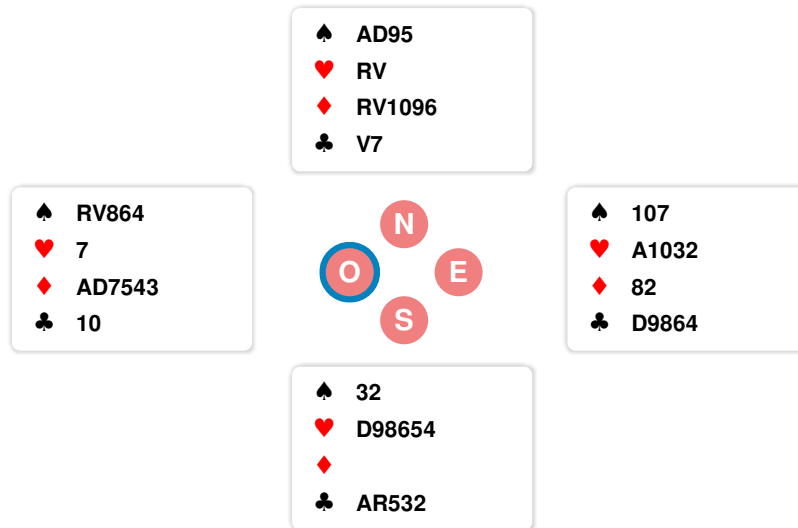 ♠ AD95
♥ RV
♦ RV1096
♣ V7
♠ RV864
♥ 7
♦ AD7543
♣ 10
N
O E
S
♠ 107
♥ A1032
♦ 82
♣ D9864
♠ 32
♥ D98654
♦
♣ AR532